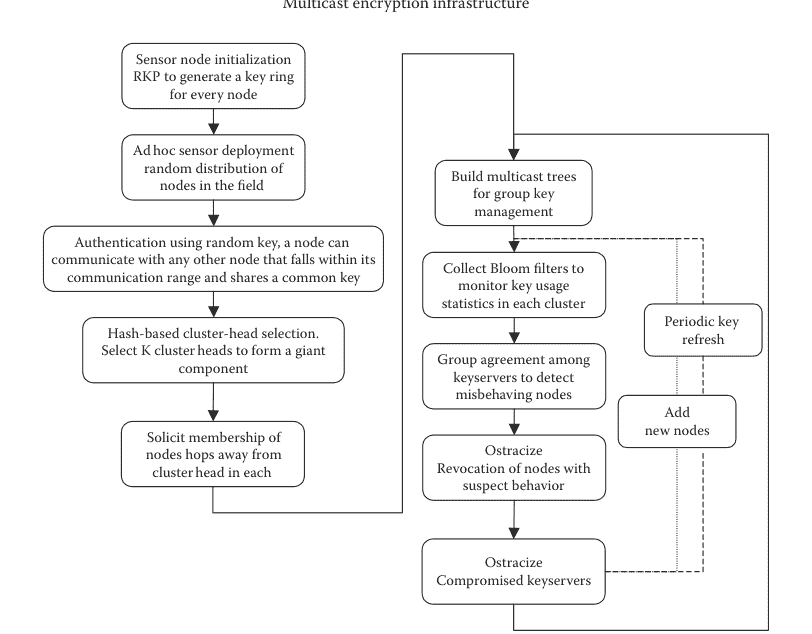 Multicast encryption infrastructure
Sensor node initialization
RKP to generate a key ring
for every node
Ad hoc sensor deployment
random distribution of
nodes in the field
Authentication using random key, a node can
communicate with any other node that falls within its
communication range and shares a common key
Hash-based cluster-head selection.
Select K cluster heads to form a giant
component
Solicit membership of
nodes hops away from
cluster head in each
Build multicast trees
for group key
management
Collect Bloom filters to
monitor key usage
statistics in each cluster
Group agreement among
keyservers to detect
misbehaving nodes
Ostracize
Revocation of nodes with
suspect behavior
Ostracize
Compromised keyservers
Periodic key
refresh
Add
new nodes